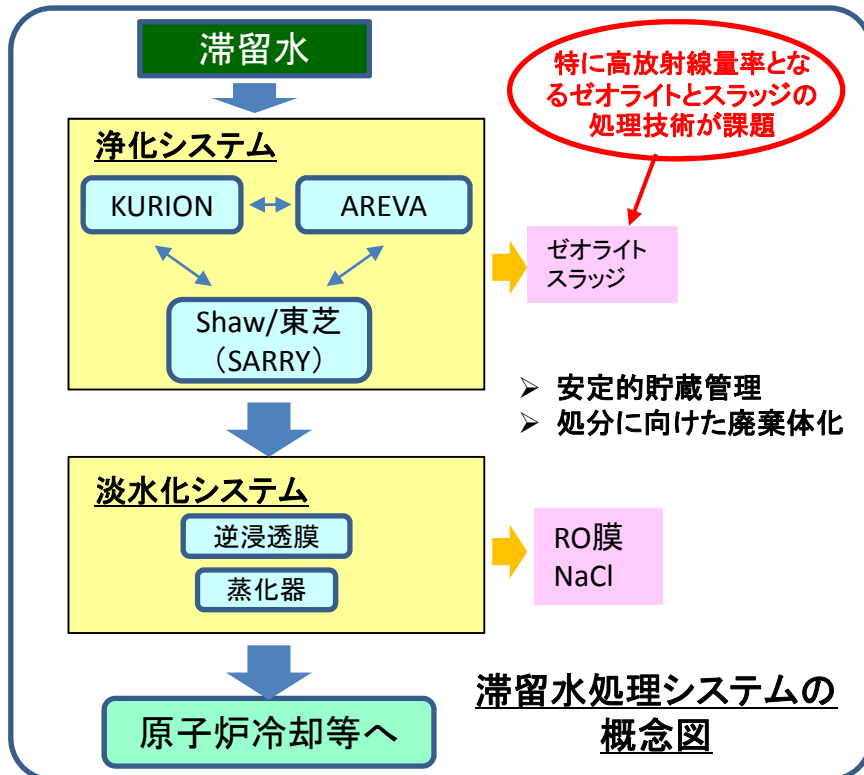 滞留水
特に高放射線量率とな
るゼオライトとスラッジの
処理技術が課題
浄化システム
KURION
AREVA
Shaw/東芝
（SARRY）
ゼオライト
スラッジ
➢ 安定的貯蔵管理
➢ 処分に向けた廃棄体化
淡水化システム
逆浸透膜
蒸化器
RO膜
NaCl
原子炉冷却等へ
滞留水処理システムの
概念図